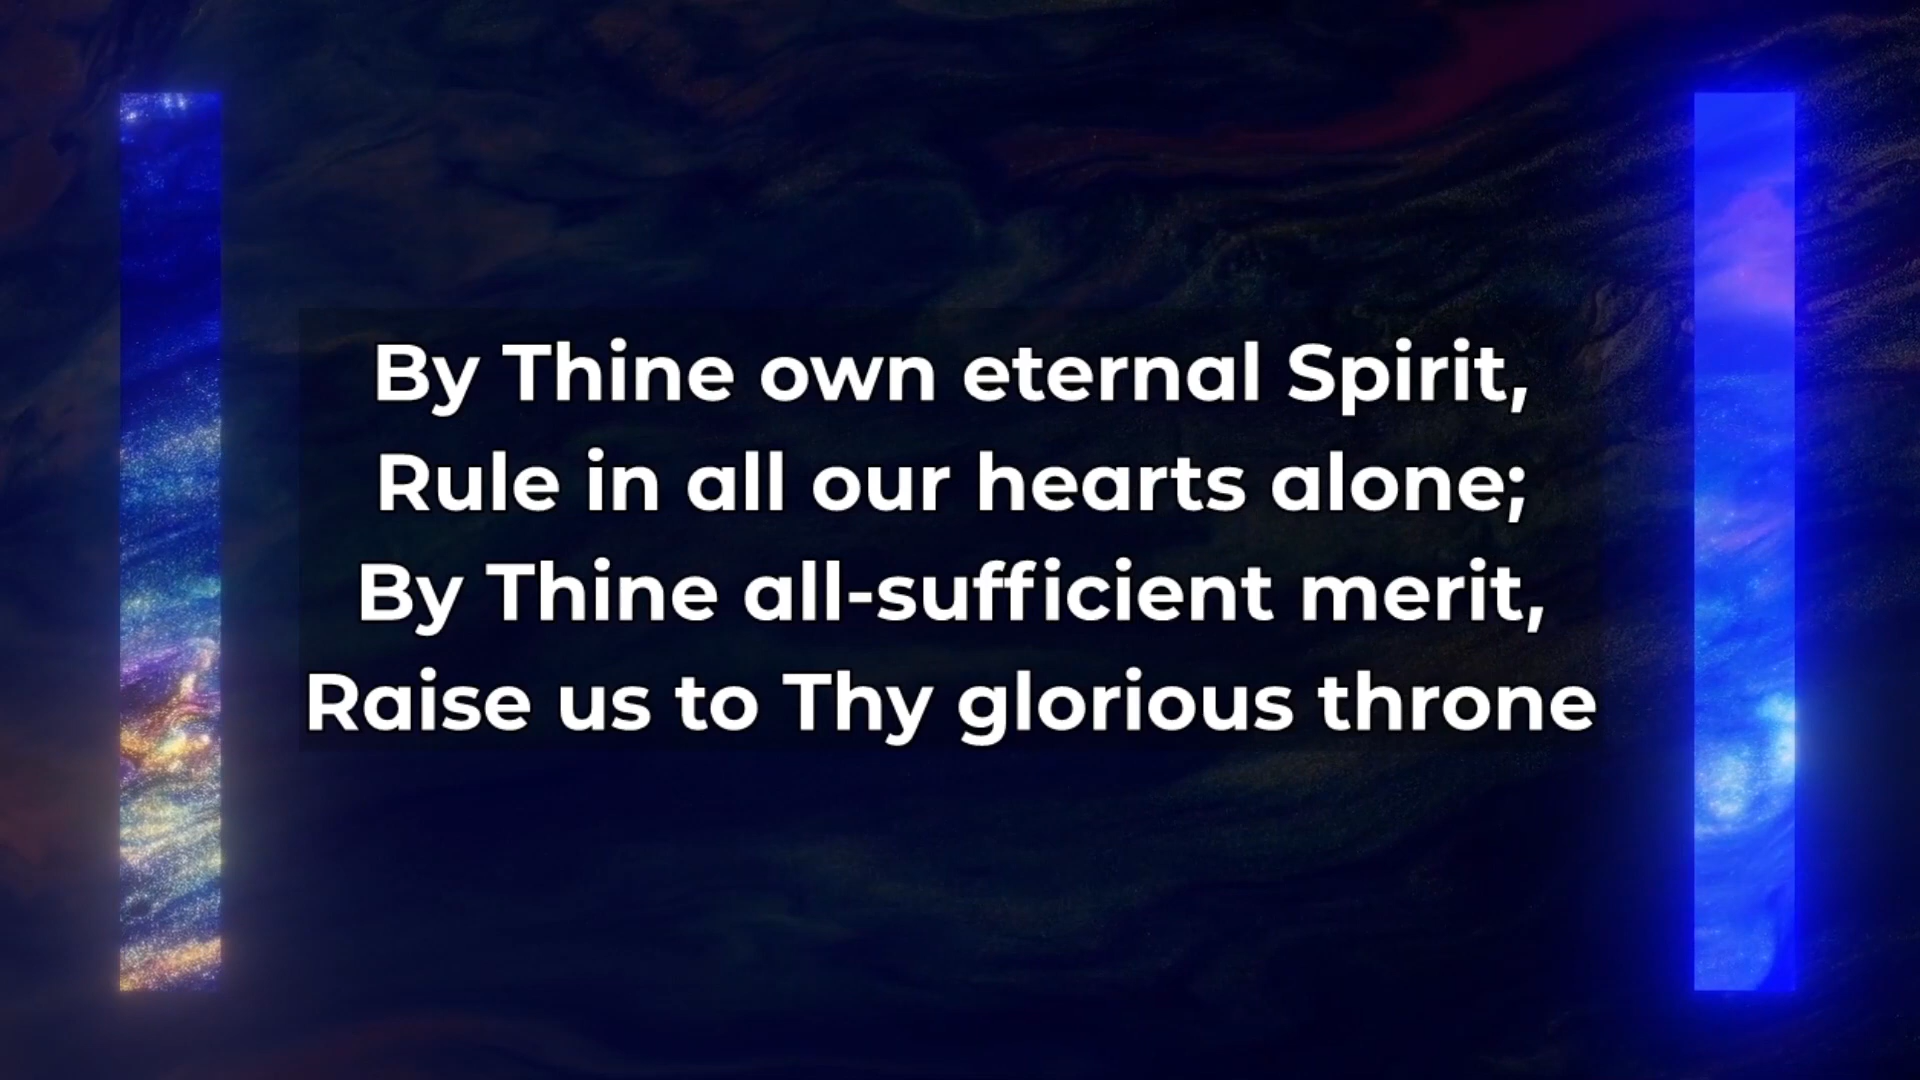 By Thine own eternal Spirit,
Rule in all our hearts alone;
By Thine all-sufficient merit,
Raise us to Thy glorious throne